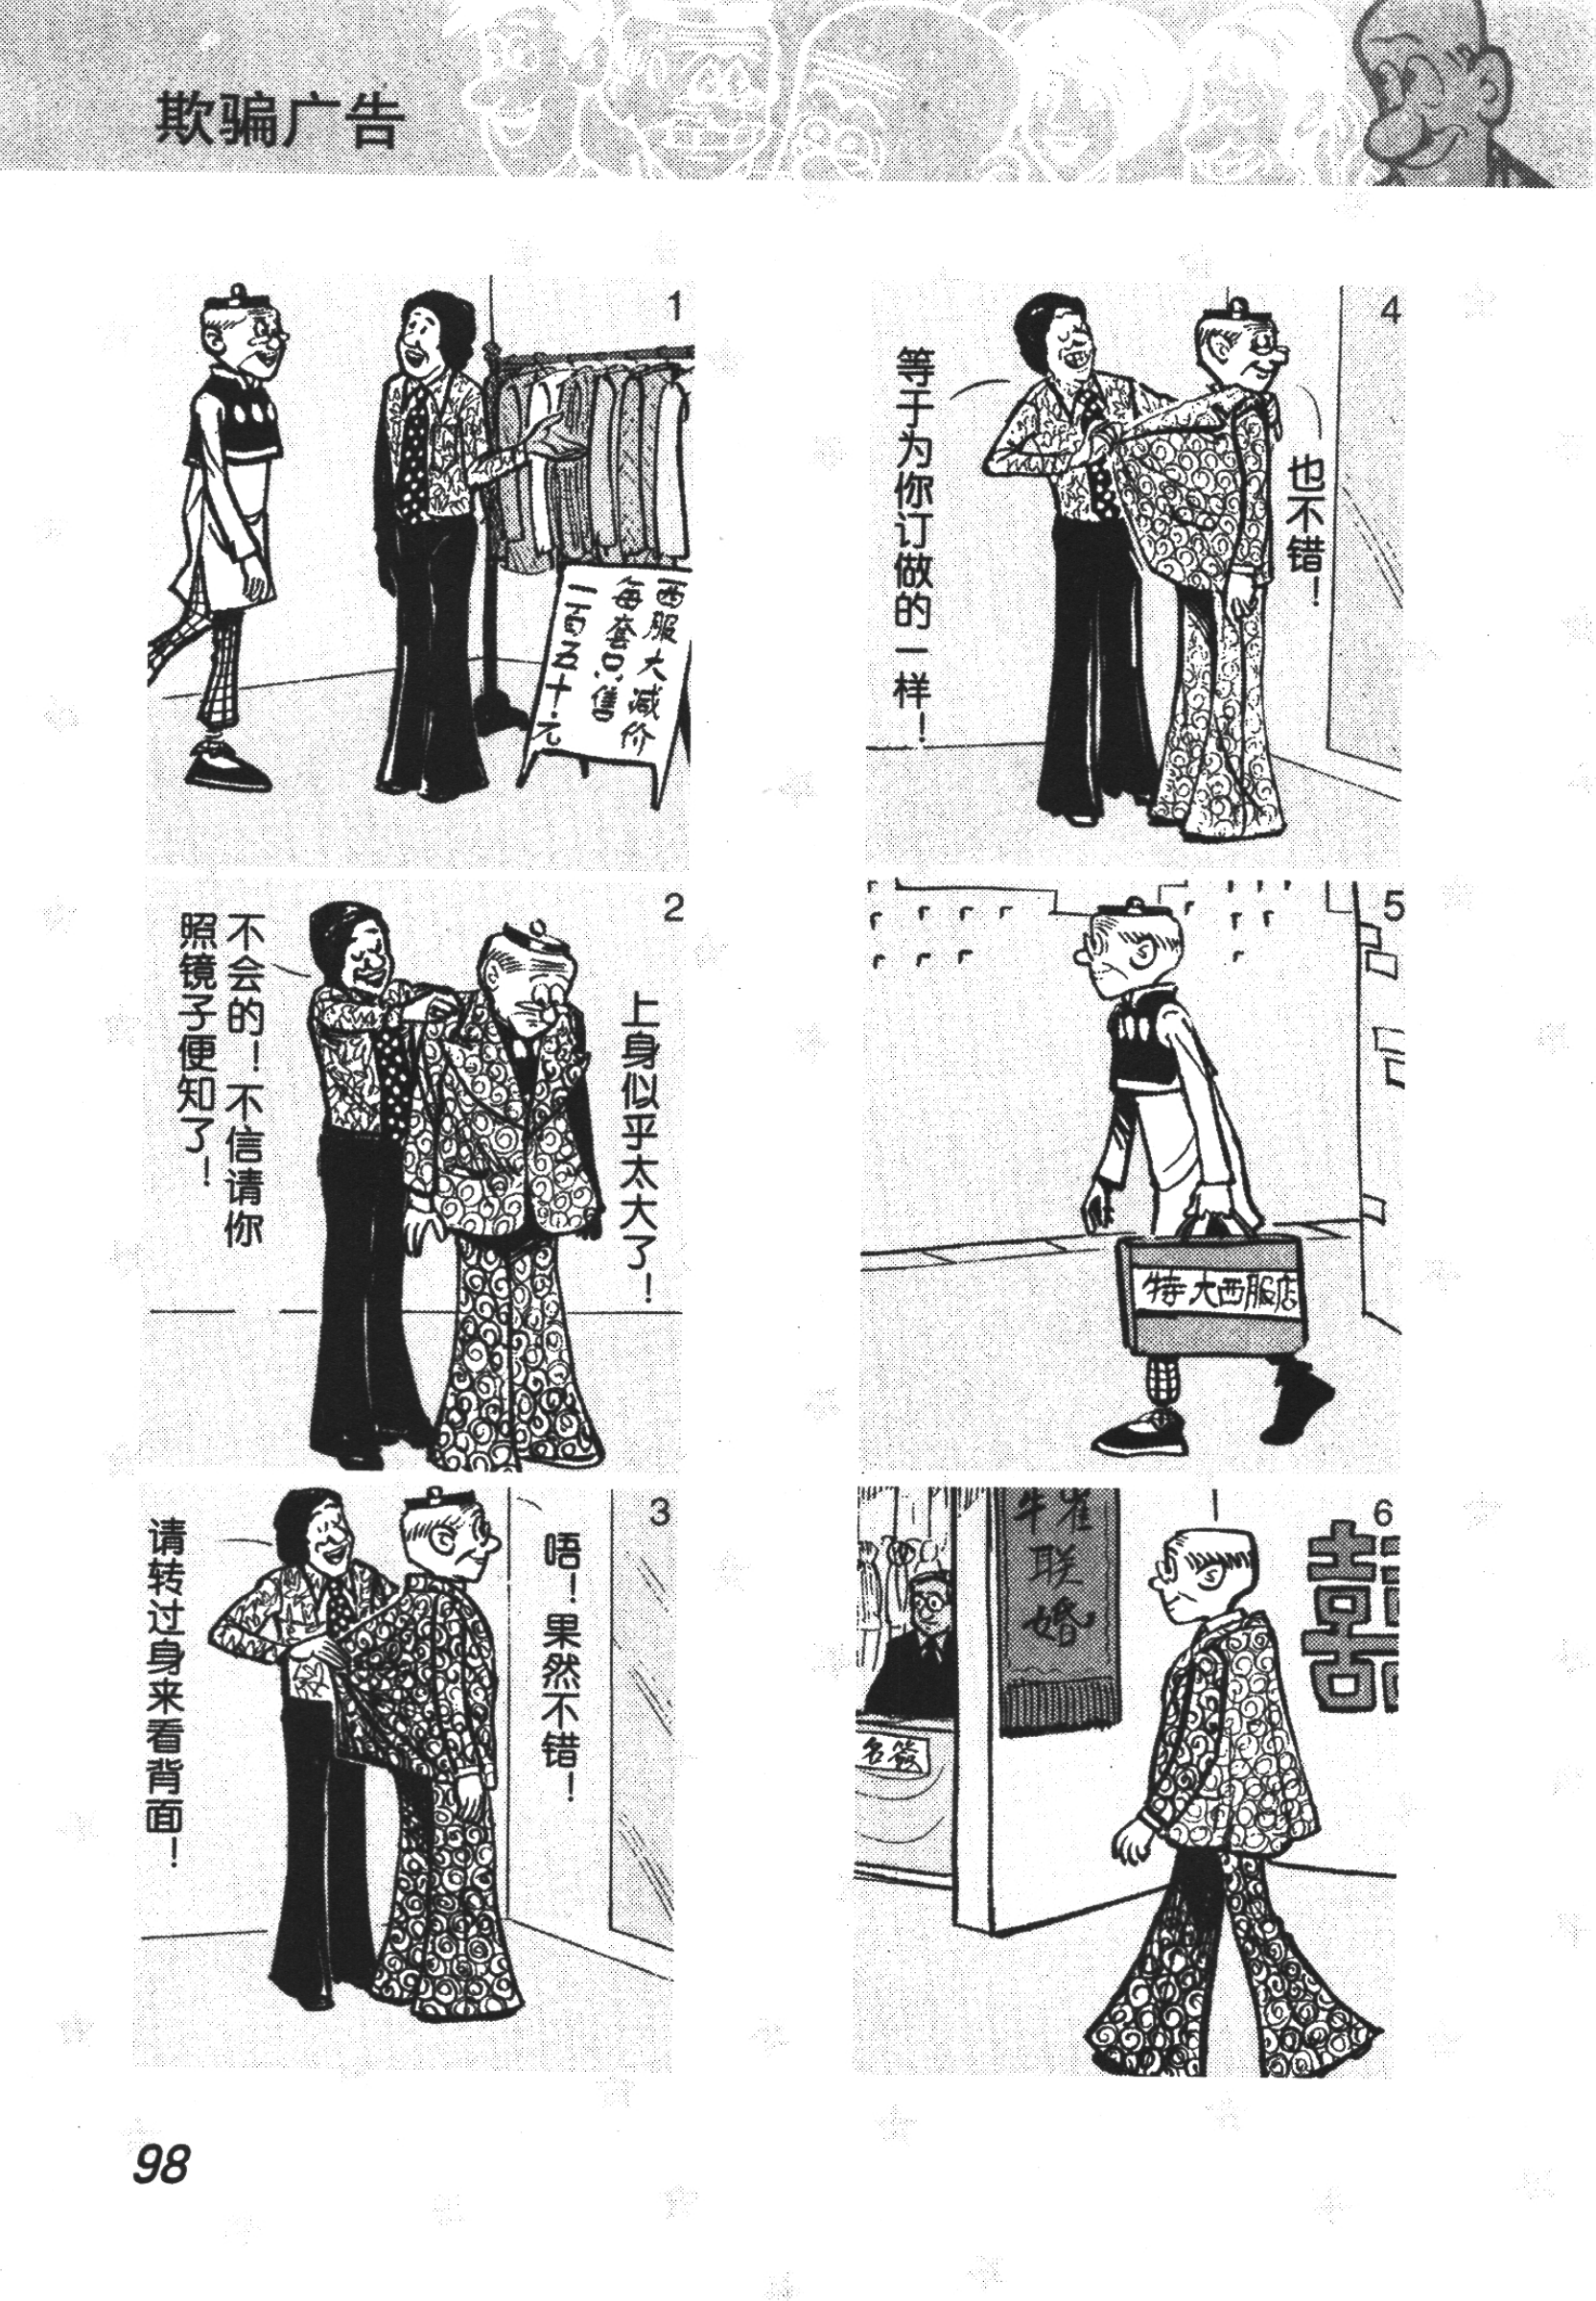 欺骗广告
1
西服大减价
每套只售
一百五十元
2
上身似乎太大了！
不会的！不信请你
照镜子便知了！
3
唔！果然不错！
请转过身来看背面！
4
也不错！
等于为你订做的一样！
5
特大西服店
6
牛崔
联
婚
囍
名签
98